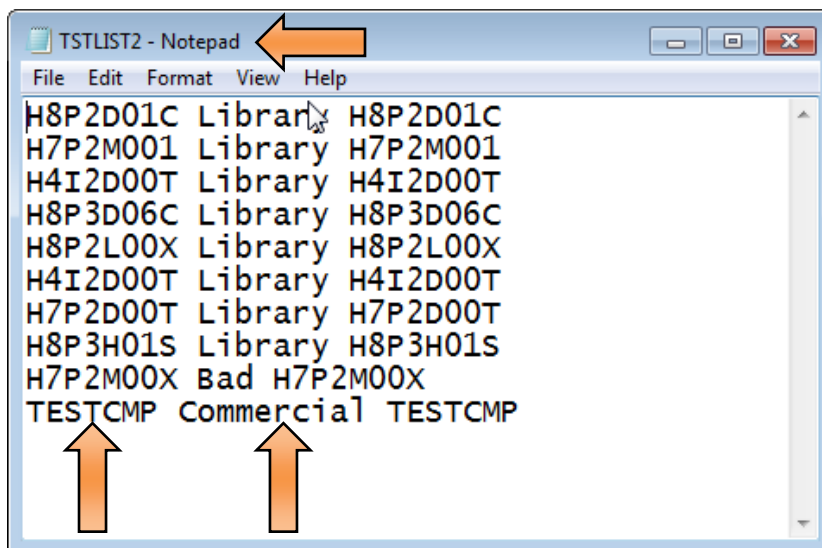 TSTLIST2 - Notepad
File Edit Format View Help
H8P2D01C Library H8P2D01C
H7P2M001 Library H7P2M001
H4I2D00T Library H4I2D00T
H8P3D06C Library H8P3D06C
H8P2L00X Library H8P2L00X
H4I2D00T Library H4I2D00T
H7P2D00T Library H7P2D00T
H8P3H01S Library H8P3H01S
H7P2M00X Bad H7P2M00X
TESTCMP Commercial TESTCMP